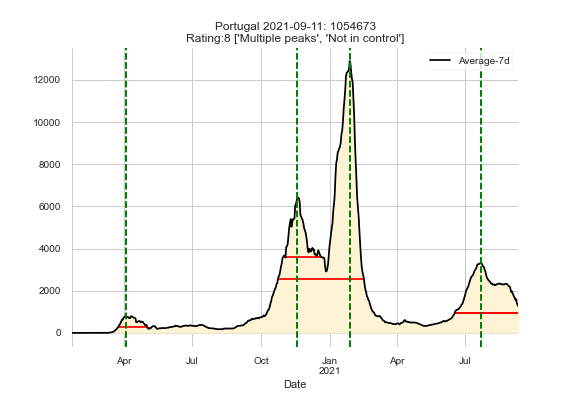 Portugal 2021-09-11: 1054673
Rating:8 ['Multiple peaks', 'Not in control']
Average-7d
12000
10000
8000
6000
4000
2000
0
Apr Jul Oct Jan Apr Jul
2021
Date